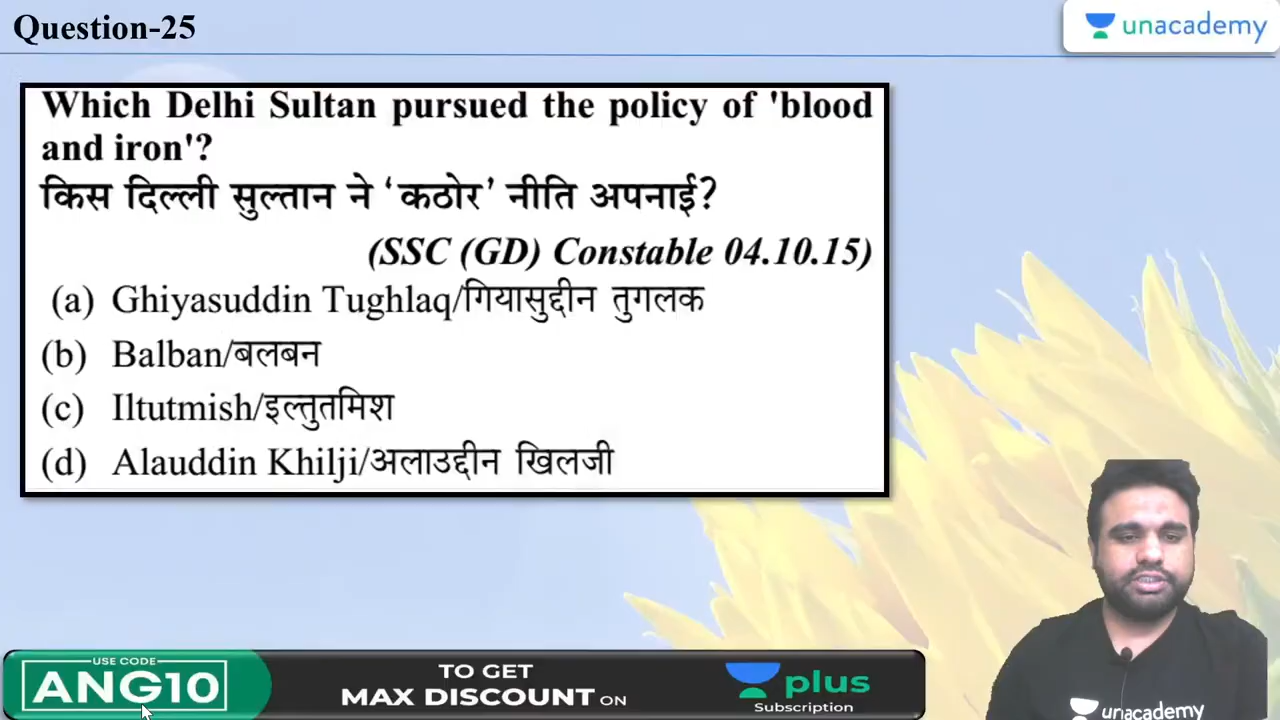 Question-25
unacademy
Which Delhi Sultan pursued the policy of 'blood
and iron'?
किस दिल्ली सुल्तान ने ‘कठोर’ नीति अपनाई?
(SSC (GD) Constable 04.10.15)
(a) Ghiyasuddin Tughlaq/गियासुद्दीन तुगलक
(b) Balban/बलबन
(c) Iltutmish/इल्तुतमिश
(d) Alauddin Khilji/अलाउद्दीन खिलजी
USE CODE
ANG10
TO GET
MAX DISCOUNT ON
plus
Subscription
unacademy